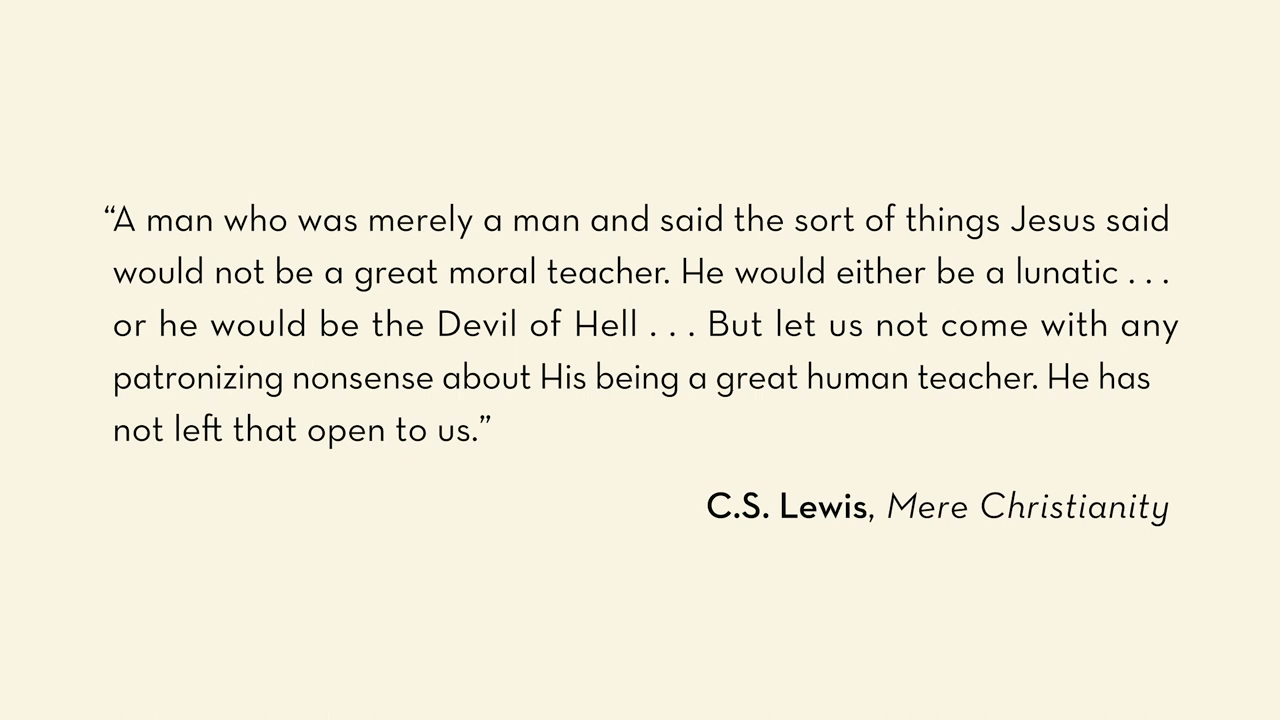 “A man who was merely a man and said the sort of things Jesus said
would not be a great moral teacher. He would either be a lunatic . . .
or he would be the Devil of Hell . . . But let us not come with any
patronizing nonsense about His being a great human teacher. He has
not left that open to us.”
C.S. Lewis, Mere Christianity